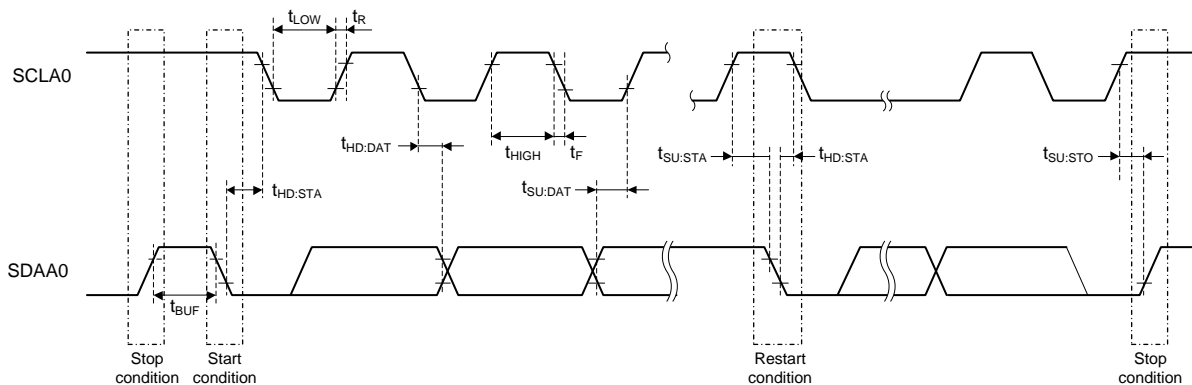 tLOW tR
SCLA0
tHD:DAT tHIGH tF tSU:STA tHD:STA tSU:STO
tHD:STA tSU:DAT
SDAA0
tBUF
Stop condition
Start condition
Restart condition
Stop condition